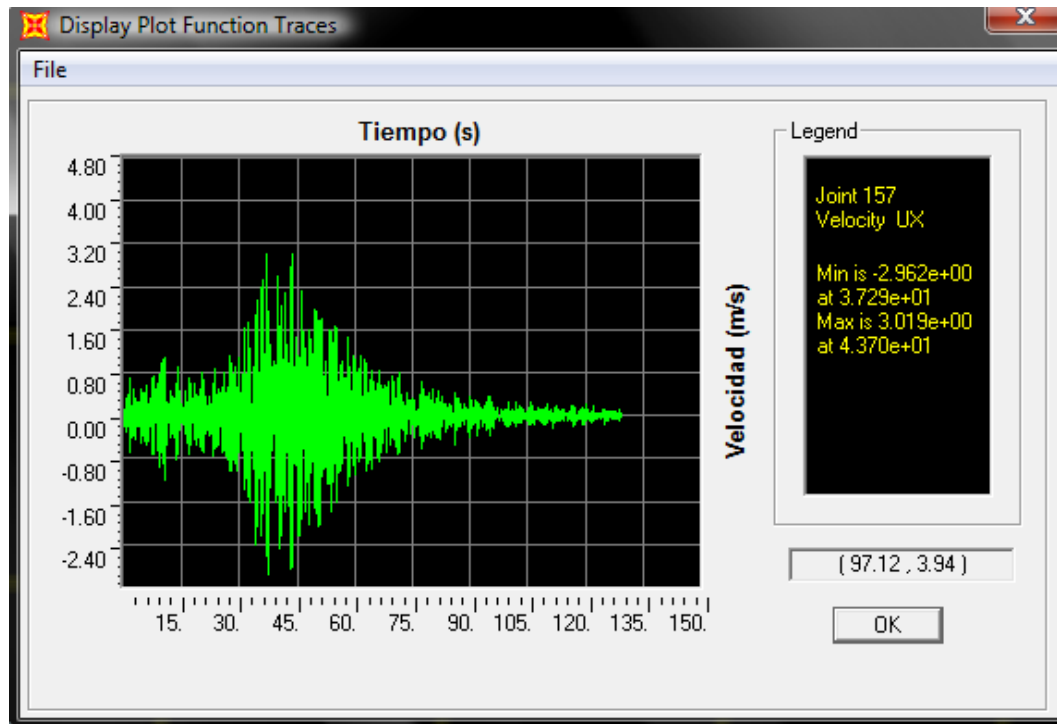 Display Plot Function Traces
X
File
Tiempo (s)
Legend
4.80
4.00
3.20
2.40
1.60
0.80
0.00
-0.80
-1.60
-2.40
15. 30. 45. 60. 75. 90. 105. 120. 135. 150.
Velocidad (m/s)
Joint 157
Velocity UX
Min is -2.962e+00
at 3.729e+01
Max is 3.019e+00
at 4.370e+01
( 97.12 , 3.94 )
OK